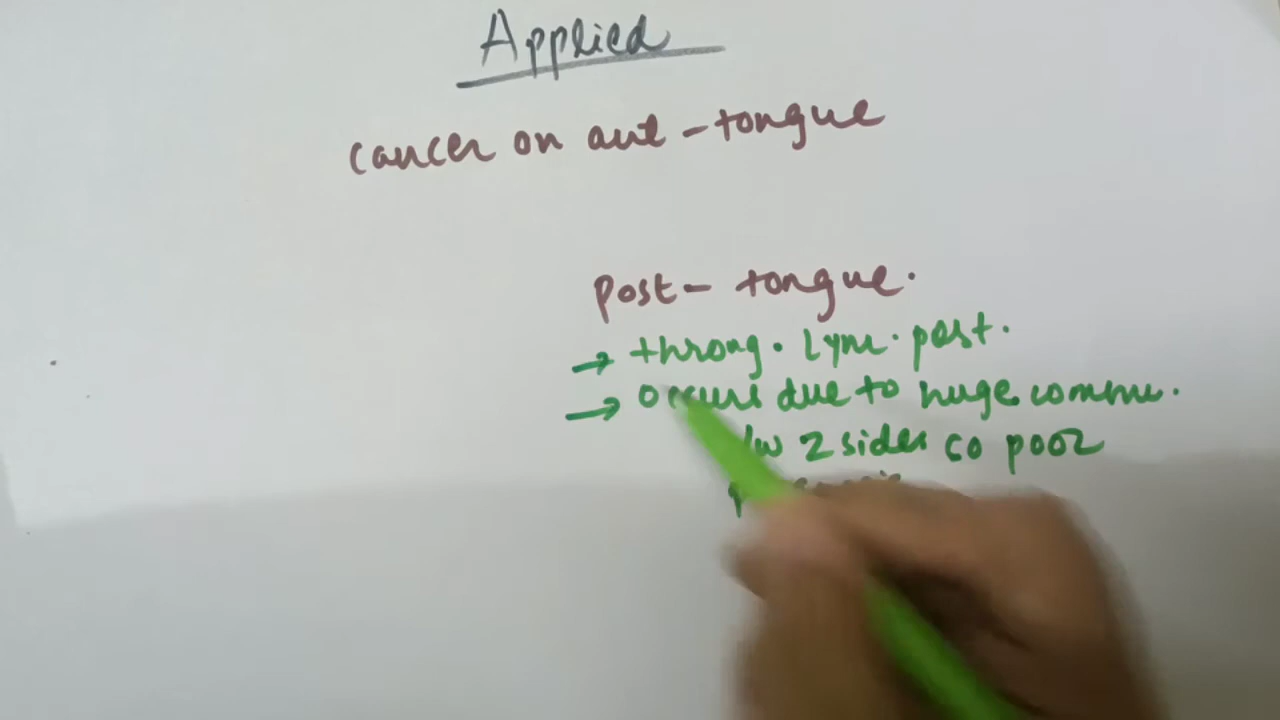 Applied
cancer on ant - tongue
post - tongue.
→ throng. Lym. post.
→ occurs due to huge. commu.
2 sides so poor